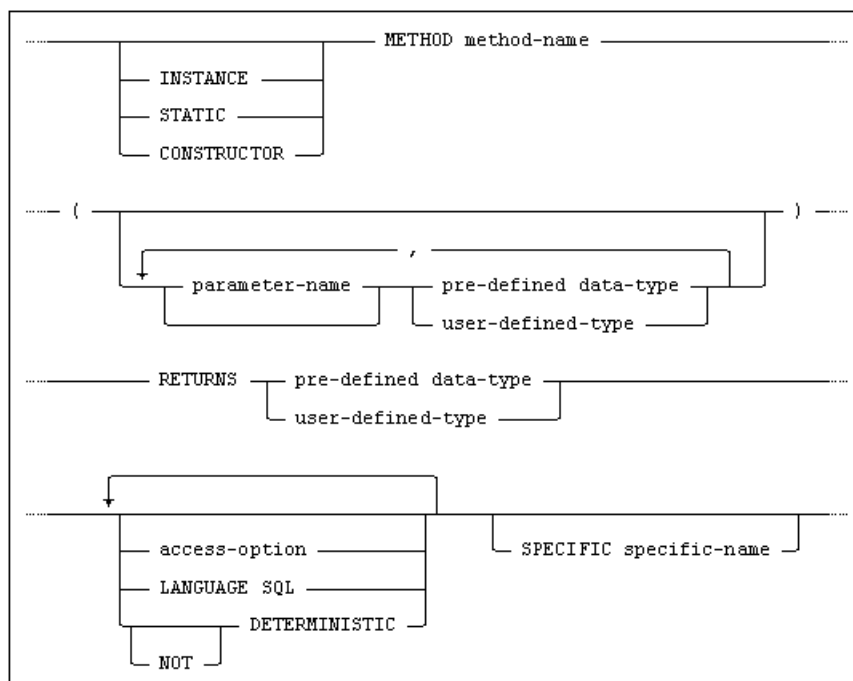 METHOD method-name
INSTANCE
STATIC
CONSTRUCTOR
( )
,
parameter-name pre-defined data-type
user-defined-type
RETURNS pre-defined data-type
user-defined-type
access-option SPECIFIC specific-name
LANGUAGE SQL
DETERMINISTIC
NOT